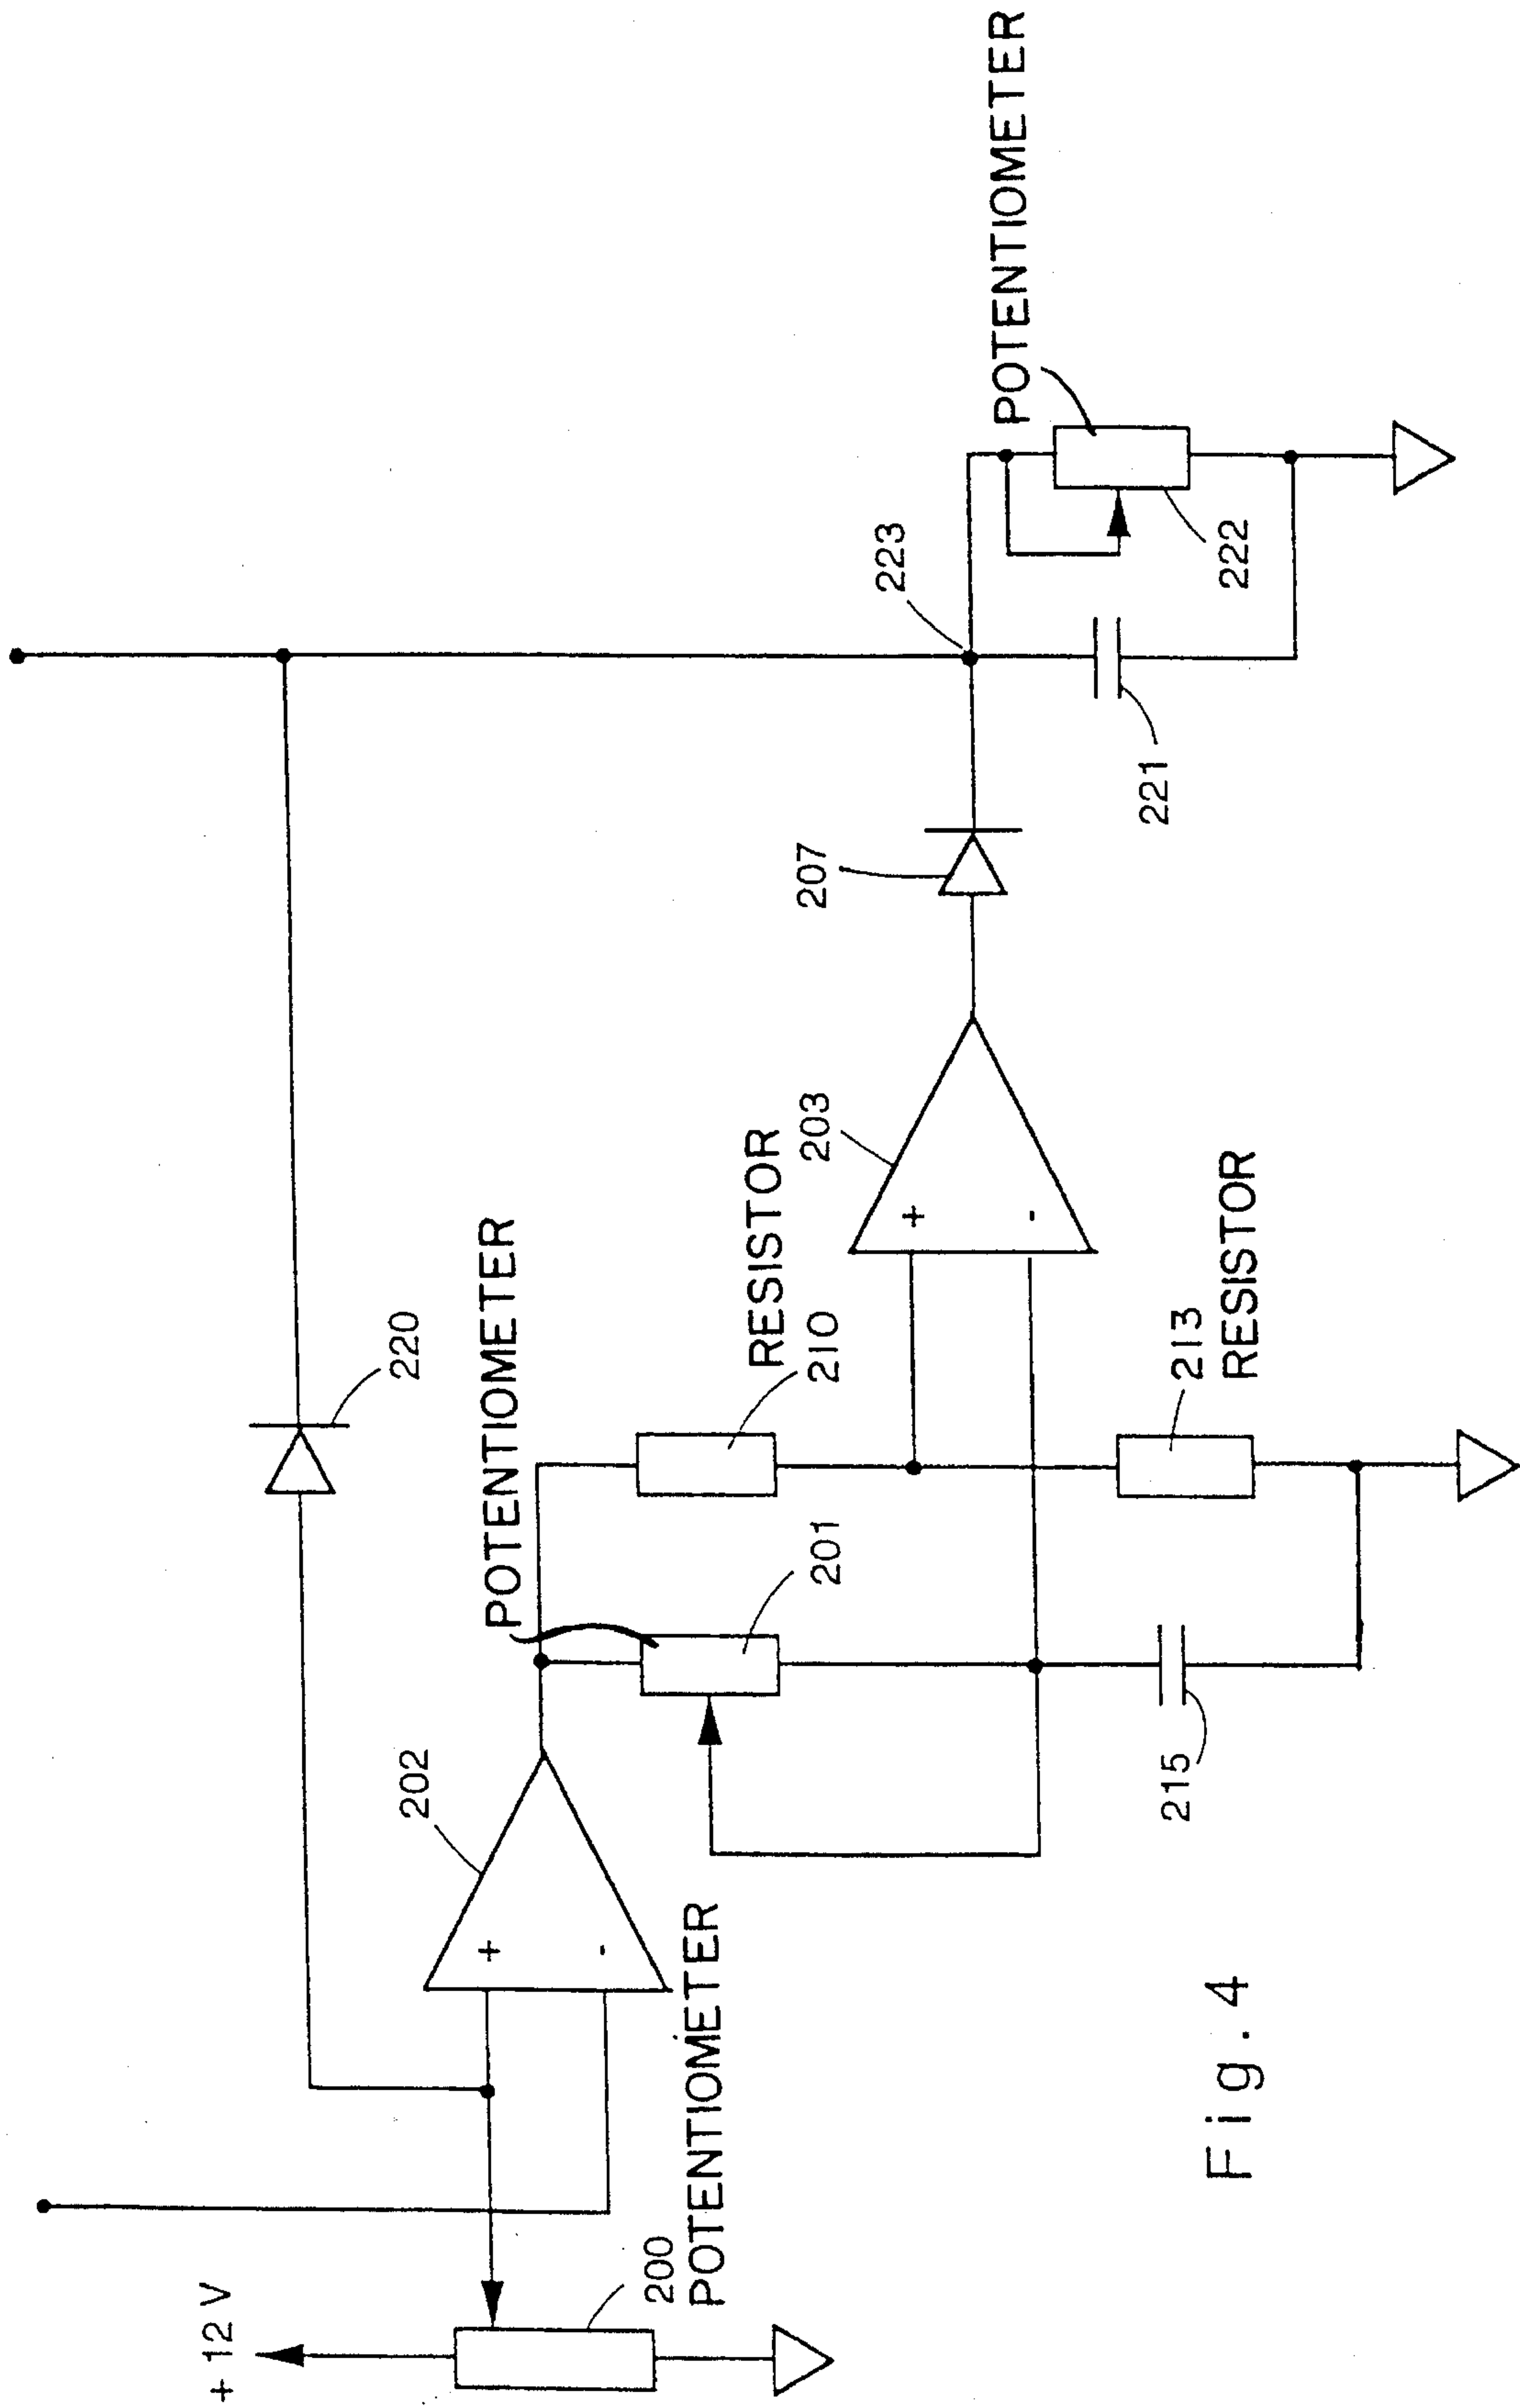 + 12 V
200
POTENTIOMETER
202
POTENTIOMETER
201
220
RESISTOR
210
+
-
+
-
203
215
213
RESISTOR
207
223
221
222
POTENTIOMETER
Fig. 4